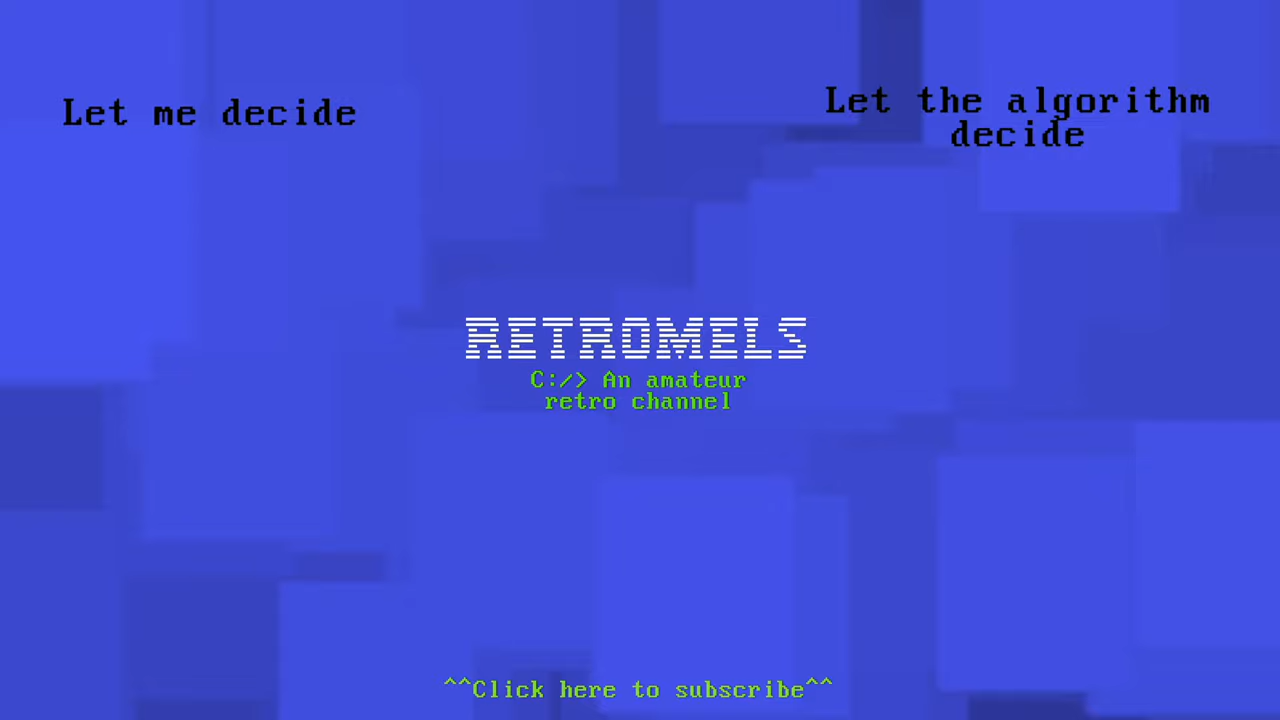 Let me decide
Let the algorithm
decide
RETROMELS
C:/> An amateur
retro channel
^^Click here to subscribe^^